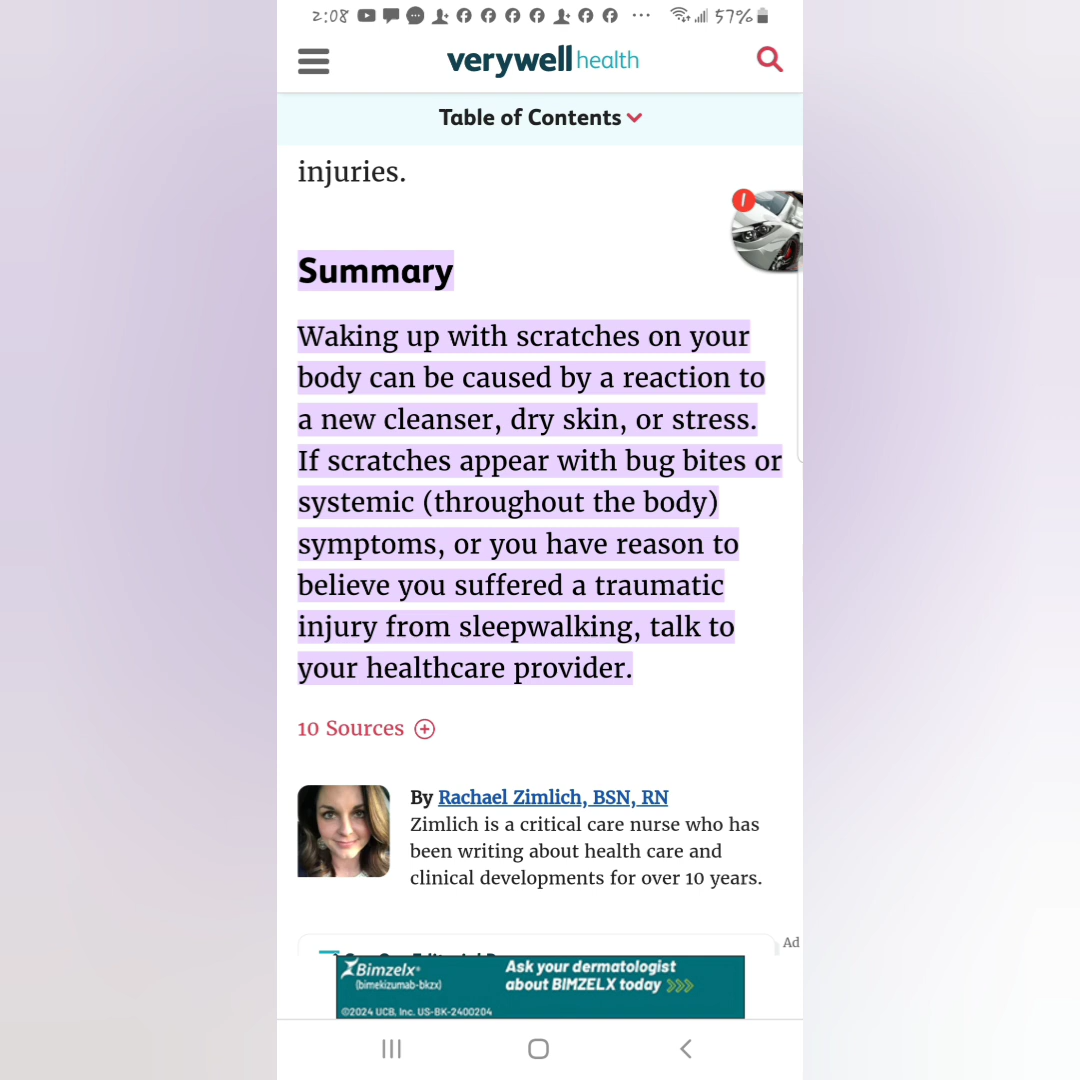 2:08 57%
verywell health
Table of Contents
injuries.
Summary
Waking up with scratches on your
body can be caused by a reaction to
a new cleanser, dry skin, or stress.
If scratches appear with bug bites or
systemic (throughout the body)
symptoms, or you have reason to
believe you suffered a traumatic
injury from sleepwalking, talk to
your healthcare provider.
10 Sources
By Rachael Zimlich, BSN, RN
Zimlich is a critical care nurse who has
been writing about health care and
clinical developments for over 10 years.
Ad
Bimzelx®
(bimekizumab-bkzx)
Ask your dermatologist
about BIMZELX today >>>
©2024 UCB, Inc. US-BK-2400204